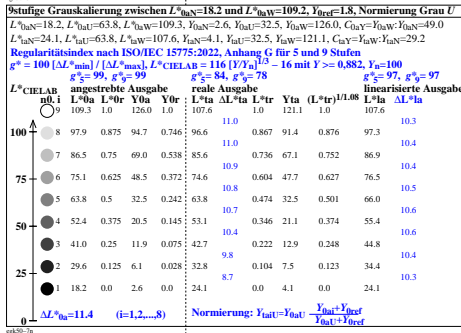 9stufige Graukalierung zwischen L*0aN=18.2 und L*0aW=109.2, Y0ref=1.8, Normierung Grau U
L*0aN=18.2, L*0aU=63.8, L*0aW=109.3, Y0aN=2.6, Y0aU=32.5, Y0aW=126.0, C0aY=Y0aW:Y0aN=49.0
L*taN=24.1, L*taU=63.8, L*taW=107.6, YtaN=4.1, YtaU=32.5, YtaW=121.1, CtaY=YtaW:YtaN=29.2
Regularitätsindex nach ISO/IEC 15775:2022, Anhang G für 5 und 9 Stufen
g* = 100 [ΔL*min] / [ΔL*max], L*CIELAB = 116 [Y/Yn]1/3 − 16 mit Y >= 0,882, Yn=100
g*5= 99, g*9= 99 g*5= 84, g*9= 78 g*5= 97, g*9= 97
L*CIELAB angestrebte Ausgabe reale Ausgabe linearisierte Ausgabe
n0. i L*0a L*0r Y0a Y0r L*ta ΔL*ta L*tr Yta (L*tr)1/1.08 L*la ΔL*la
9 109.3 1.0 126.0 1.0 107.6 1.0 121.1 1.0 107.6
11.0 10.3
100 8 97.9 0.875 94.7 0.746 96.6 0.867 91.4 0.876 97.3
11.0 10.4
7 86.5 0.75 69.0 0.538 85.6 0.736 67.1 0.752 86.9
10.9 10.4
75 6 75.1 0.625 48.5 0.372 74.6 0.604 47.7 0.627 76.5
10.8 10.5
5 63.8 0.5 32.5 0.242 63.8 0.474 32.5 0.501 66.0
10.7 10.6
50 4 52.4 0.375 20.5 0.145 53.1 0.346 21.1 0.374 55.4
10.4 10.6
3 41.0 0.25 11.9 0.075 42.7 0.222 12.9 0.248 44.8
9.8 10.4
25 2 29.6 0.125 6.1 0.028 32.8 0.104 7.5 0.123 34.4
8.7 10.3
1 18.2 0.0 2.6 0.0 24.1 0.0 4.1 0.0 24.1
0 ΔL*0a=11.4 (i=1,2,...,8) Normierung: YtaiU=Y0aU (Y0ai+Y0ref)/(Y0aU+Y0ref)
gek50-7n